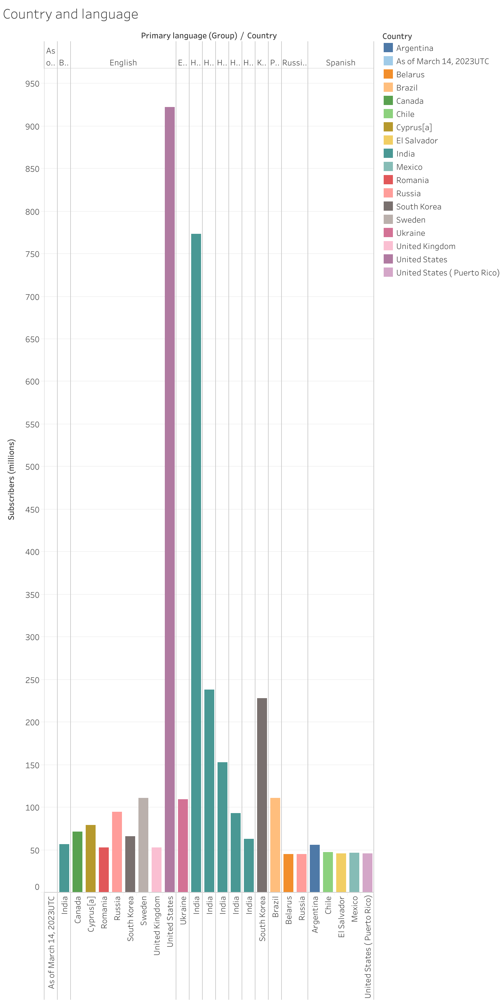 Country and language
Primary language (Group) / Country
As
o.. B.. English E.. H.. H.. H.. H.. H.. K.. P.. Russi.. Spanish
950
900
850
800
750
700
650
600
550
500
450
400
350
300
250
200
150
100
50
0
Subscribers (millions)
As of March 14, 2023UTC
India
Canada
Cyprus[a]
Romania
Russia
South Korea
Sweden
United Kingdom
United States
Ukraine
India
India
India
India
India
South Korea
Brazil
Belarus
Russia
Argentina
Chile
El Salvador
Mexico
United States ( Puerto Rico)
Country
Argentina
As of March 14, 2023UTC
Belarus
Brazil
Canada
Chile
Cyprus[a]
El Salvador
India
Mexico
Romania
Russia
South Korea
Sweden
Ukraine
United Kingdom
United States
United States ( Puerto Rico)